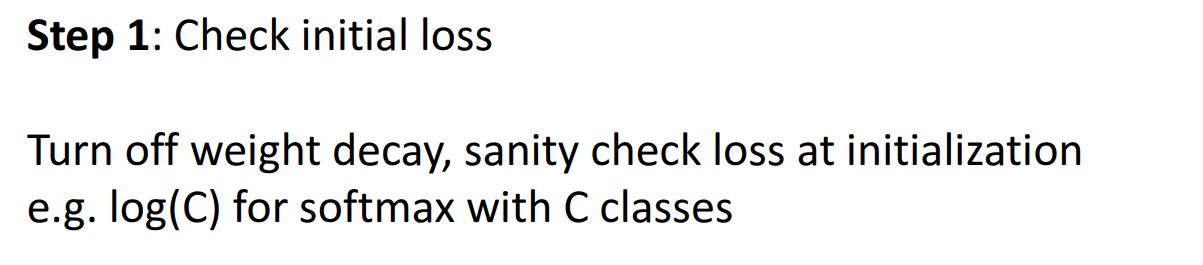 Step 1: Check initial loss
Turn off weight decay, sanity check loss at initialization
e.g. log(C) for softmax with C classes